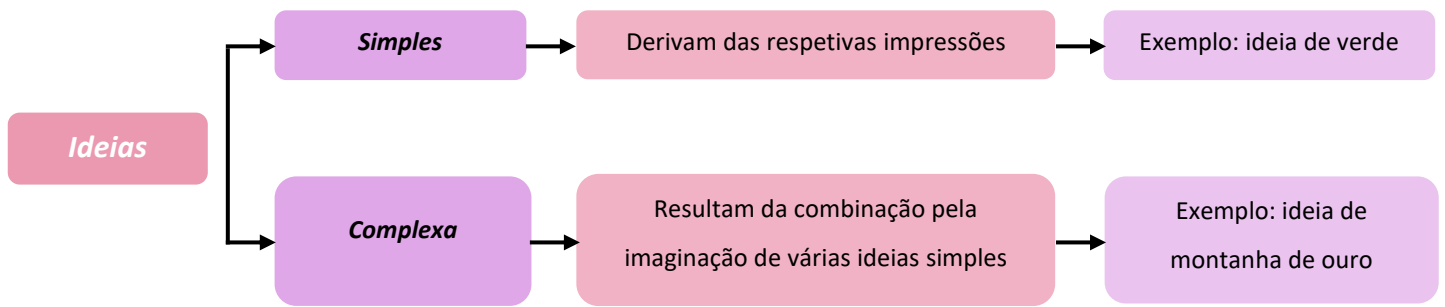 Ideias
Simples
Derivam das respetivas impressões
Exemplo: ideia de verde
Complexa
Resultam da combinação pela
imaginação de várias ideias simples
Exemplo: ideia de
montanha de ouro